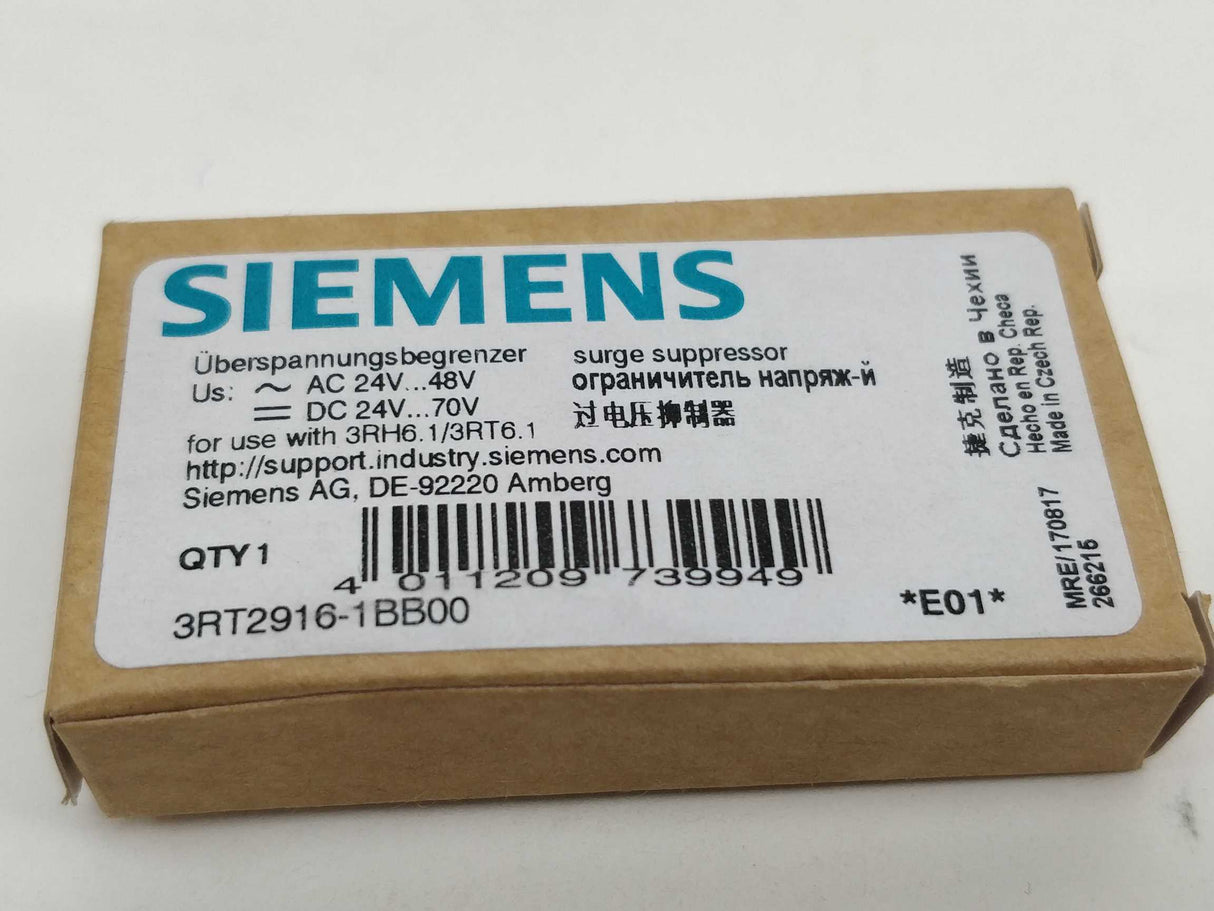 SIEMENS
Überspannungsbegrenzer
Us: ~ AC 24V...48V
= DC 24V...70V
surge suppressor
ограничитель напряж-й
过电压抑制器
for use with 3RH6.1/3RT6.1
http://support.industry.siemens.com
Siemens AG, DE-92220 Amberg
QTY 1
4 011209 739949
3RT2916-1BB00
*E01*
捷克制造
Сделано в Чехии
Hecho en Rep. Checa
Made in Czech Rep.
MRE/170817
266215